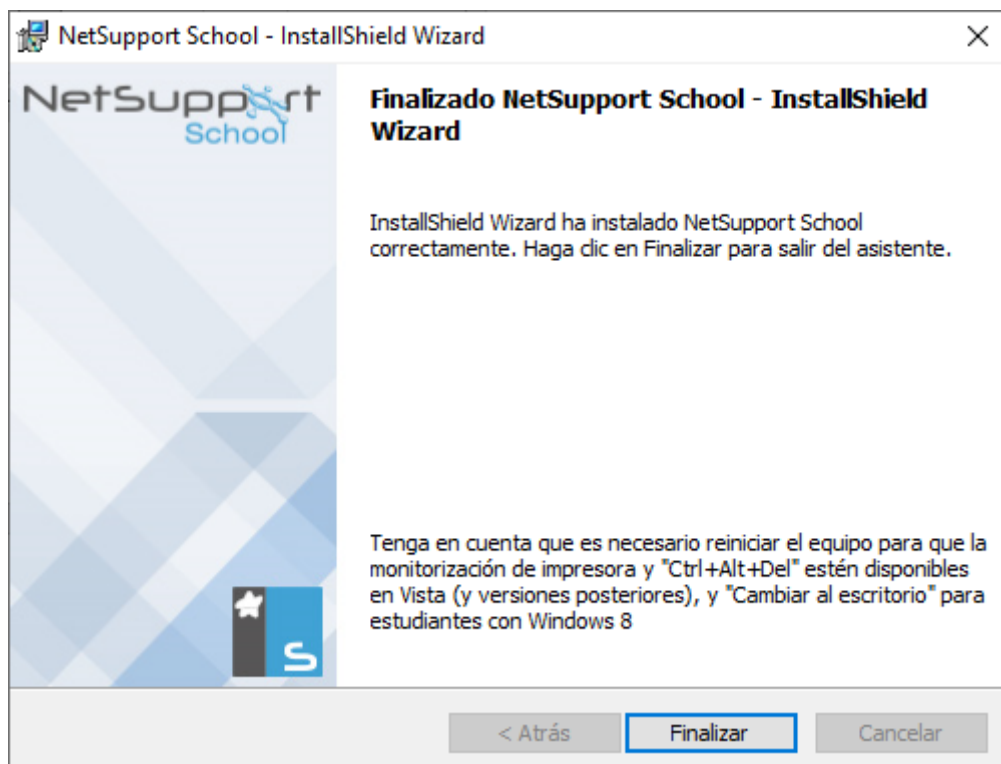 NetSupport School - InstallShield Wizard
NetSupport
School
Finalizado NetSupport School - InstallShield
Wizard
InstallShield Wizard ha instalado NetSupport School
correctamente. Haga clic en Finalizar para salir del asistente.
Tenga en cuenta que es necesario reiniciar el equipo para que la
monitorización de impresora y "Ctrl+Alt+Del" estén disponibles
en Vista (y versiones posteriores), y "Cambiar al escritorio" para
estudiantes con Windows 8
S
< Atrás
Finalizar
Cancelar